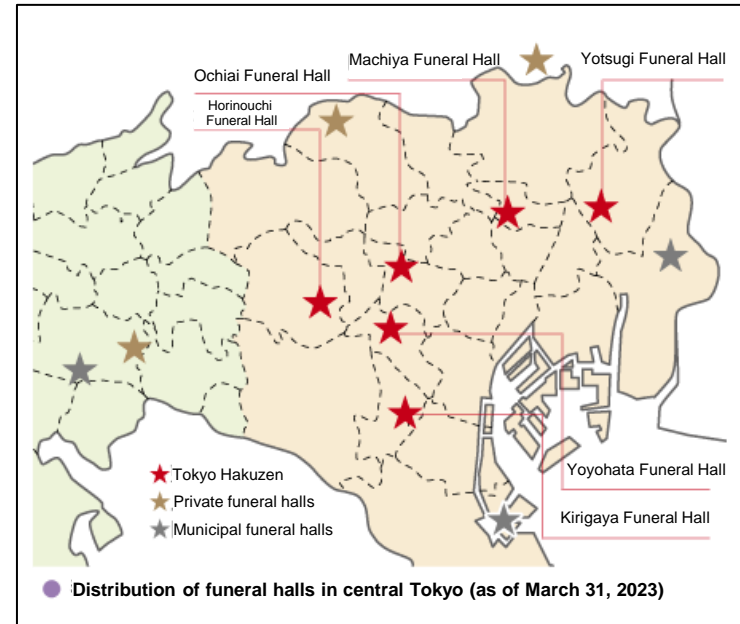 Machiya Funeral Hall
Yotsugi Funeral Hall
Ochiai Funeral Hall
Horinouchi
Funeral Hall
Yoyohata Funeral Hall
Kirigaya Funeral Hall
Tokyo Hakuzen
Private funeral halls
Municipal funeral halls
Distribution of funeral halls in central Tokyo (as of March 31, 2023)